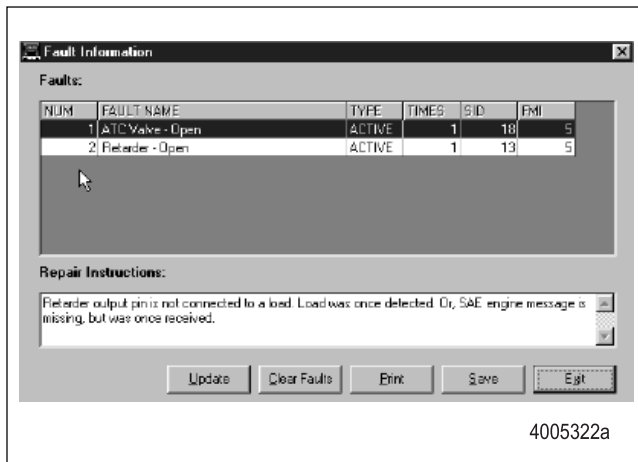 Fault Information
Faults:
NUM FAULT NAME TYPE TIMES SID FMI
1 ATC Valve - Open ACTIVE 1 18 5
2 Retarder - Open ACTIVE 1 13 5
Repair Instructions:
Retarder output pin is not connected to a load. Load was once detected. Or, SAE engine message is
missing, but was once received.
Update Clear Faults Print Save Exit
4005322a